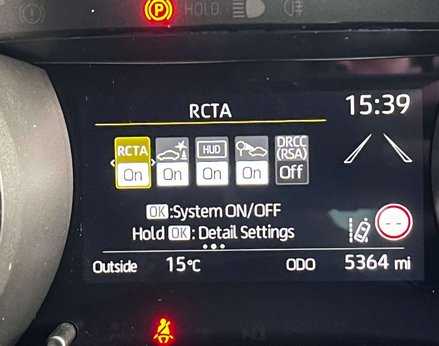 (P) HOLD
RCTA 15:39
RCTA HUD DRCC
(RSA)
On On On On Off
OK:System ON/OFF
Hold OK: Detail Settings
--
Outside 15°C ODO 5364 mi